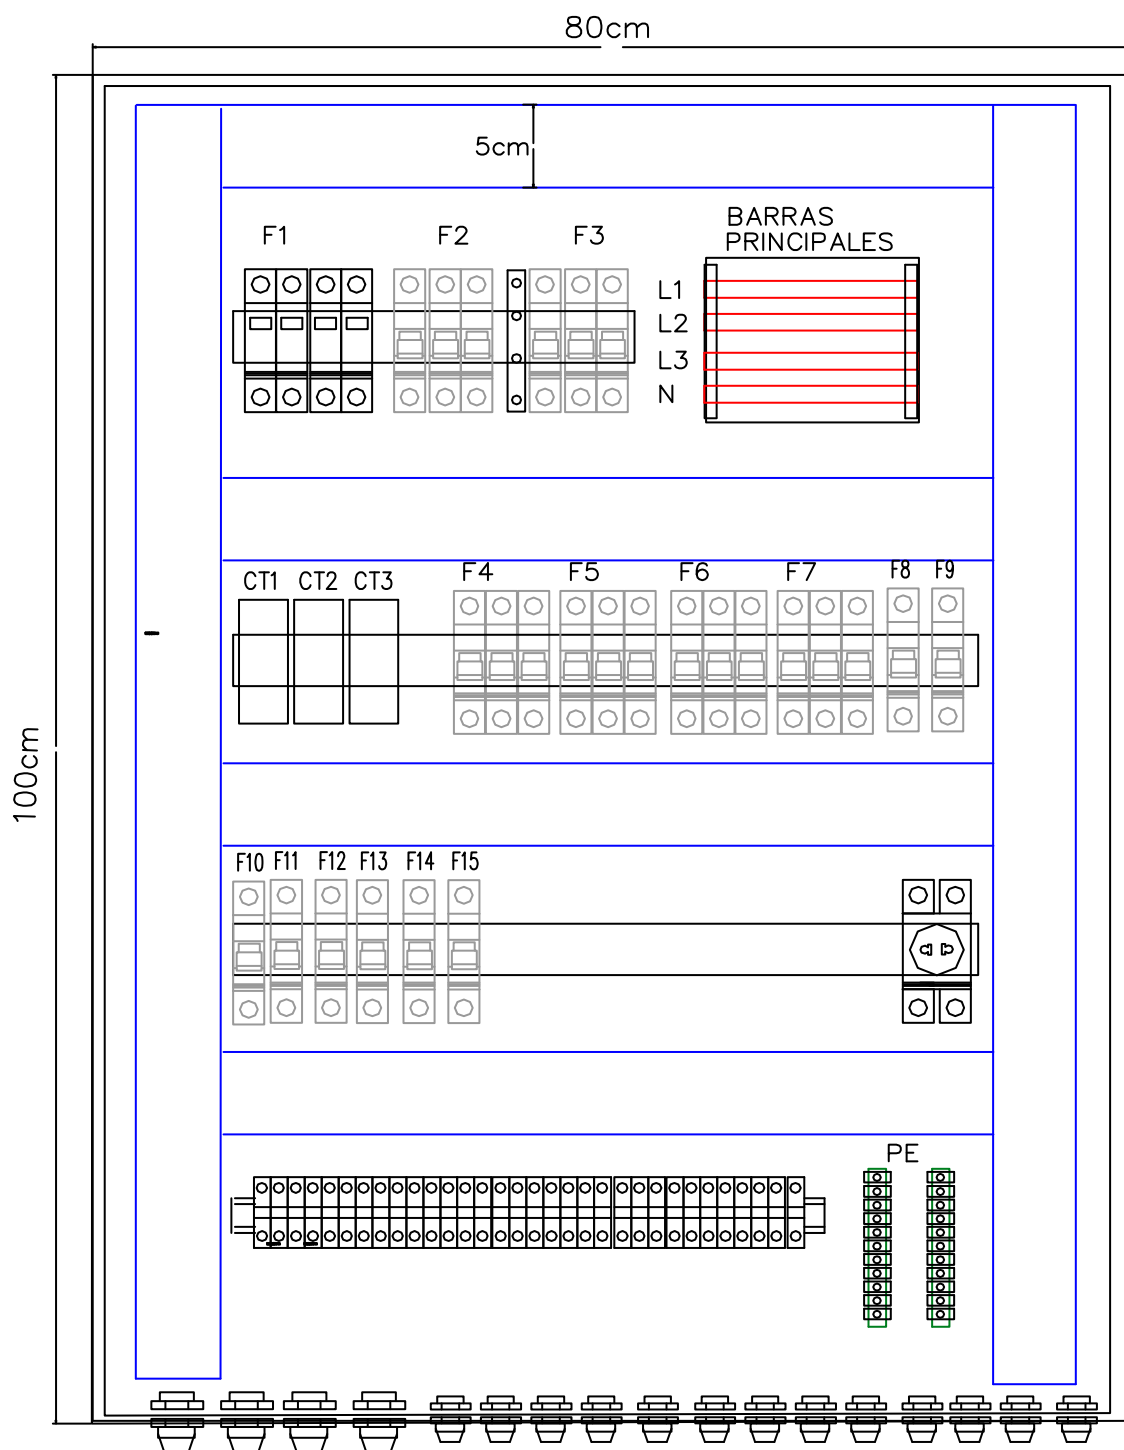 80cm
5cm
BARRAS
PRINCIPALES
F1 F2 F3
L1
L2
L3
N
CT1 CT2 CT3 F4 F5 F6 F7 F8 F9
100cm
F10 F11 F12 F13 F14 F15
PE